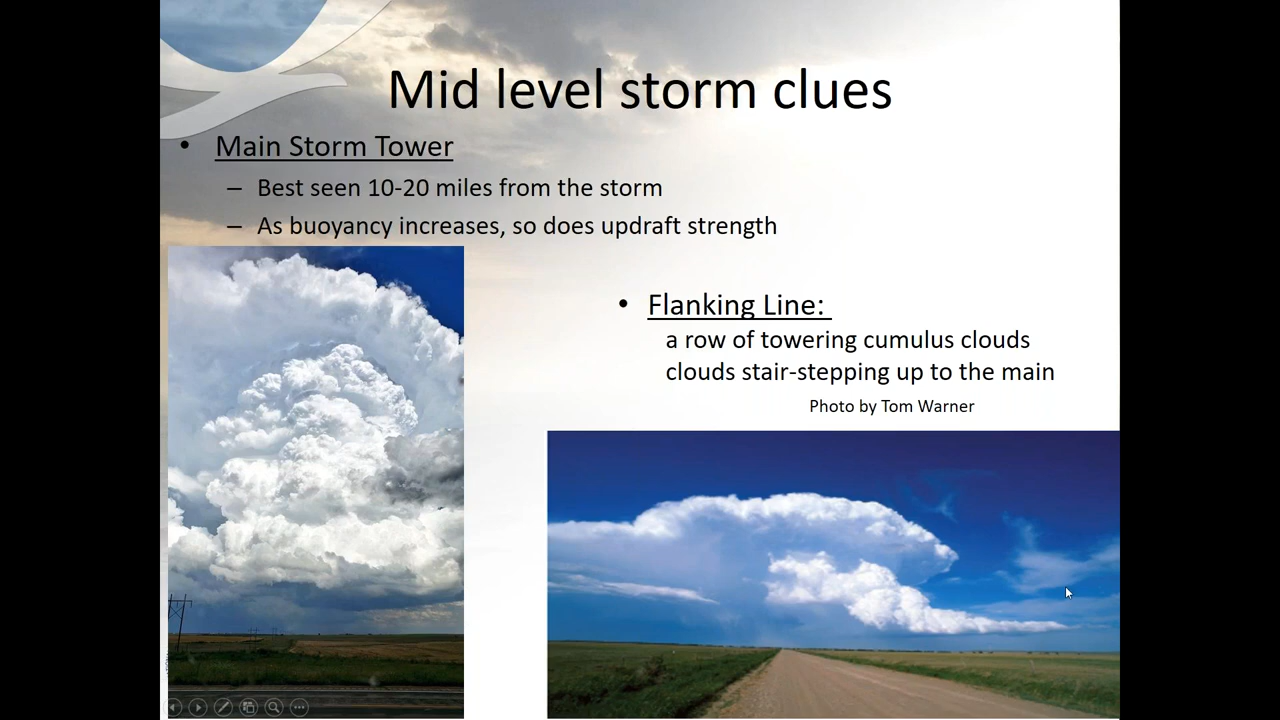 Mid level storm clues
• Main Storm Tower
– Best seen 10-20 miles from the storm
– As buoyancy increases, so does updraft strength
• Flanking Line:
a row of towering cumulus clouds
clouds stair-stepping up to the main
Photo by Tom Warner